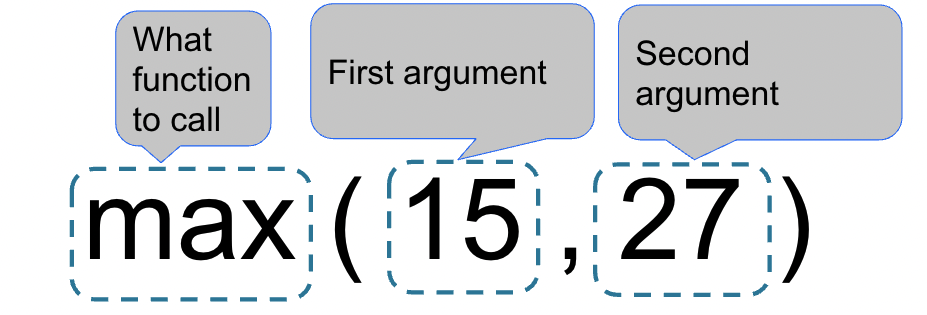 What
function
to call
First argument
Second
argument
max ( 15 , 27 )